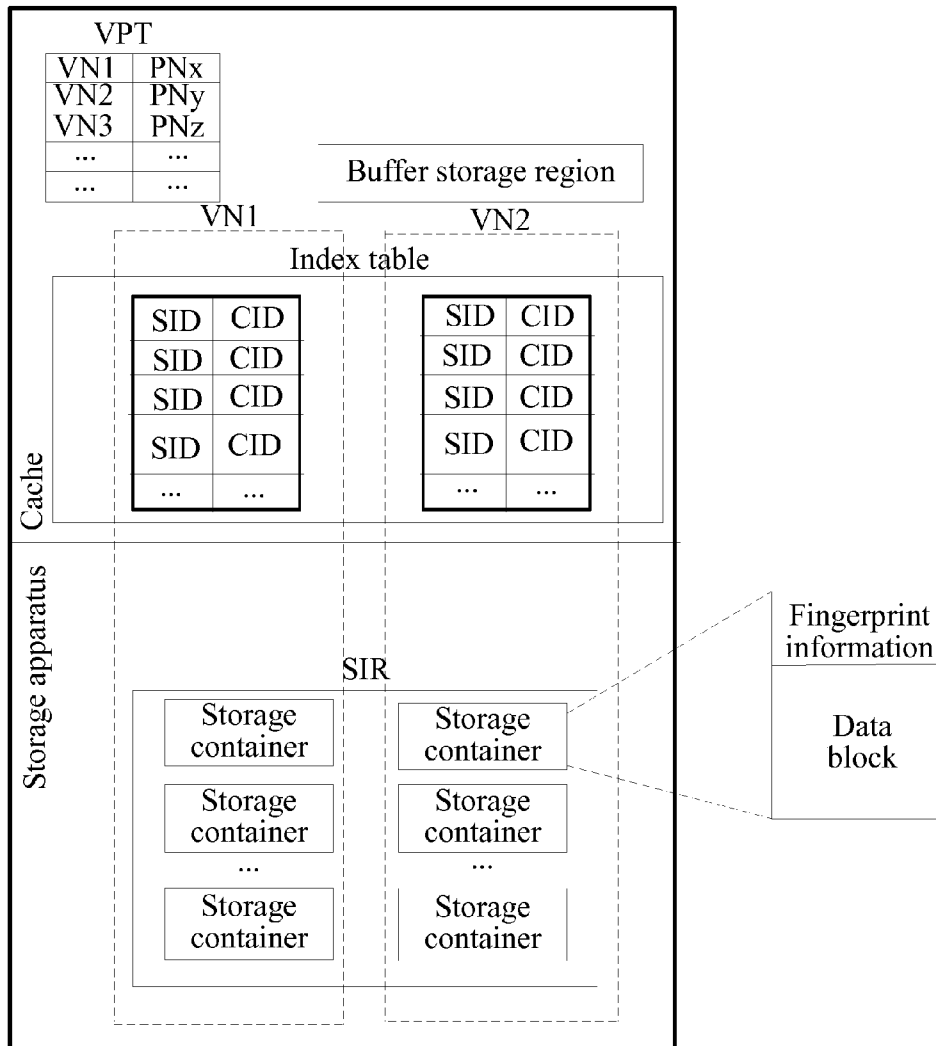 VPT
VN1 PNx
VN2 PNy
VN3 PNz
... ...
... ...
Buffer storage region
VN1 VN2
Index table
SID CID SID CID
SID CID SID CID
SID CID SID CID
SID CID SID CID
... ... ... ...
Cache
Storage apparatus
SIR
Storage
container
Storage
container
Storage
container
Storage
container
... ...
Storage
container
Storage
container
Fingerprint
information
Data
block